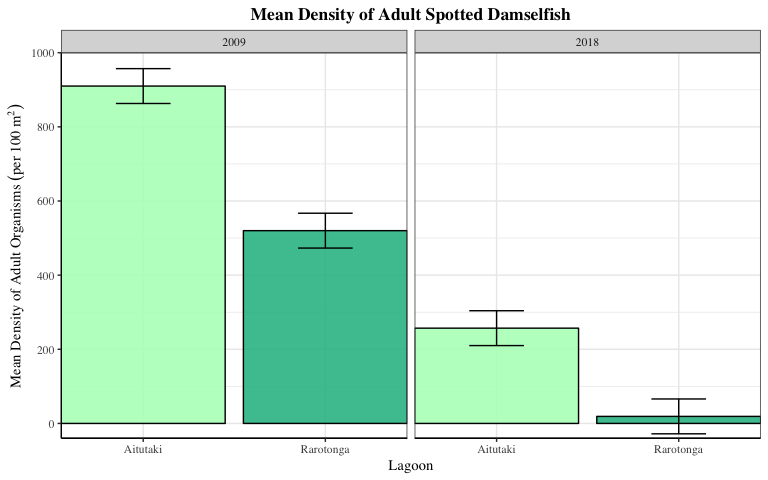 Mean Density of Adult Spotted Damselfish
2009
2018
Mean Density of Adult Organisms (per 100 m²)
1000
800
600
400
200
0
Aitutaki
Rarotonga
Aitutaki
Rarotonga
Lagoon